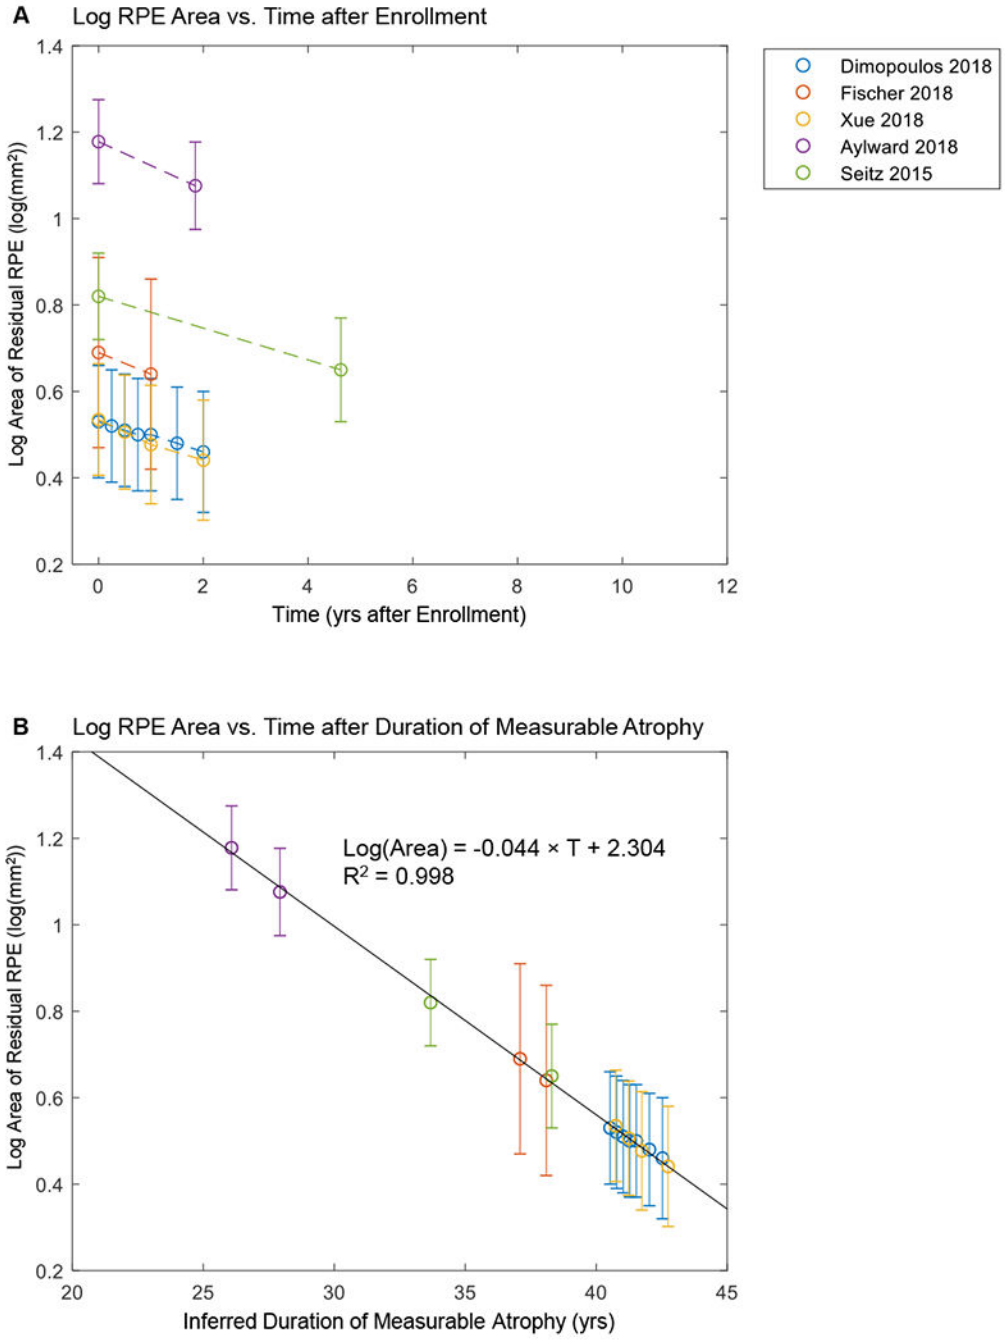 A Log RPE Area vs. Time after Enrollment
1.4
1.2
1
0.8
0.6
0.4
0.2
Log Area of Residual RPE (log(mm²))
0 2 4 6 8 10 12
Time (yrs after Enrollment)
Dimopoulos 2018
Fischer 2018
Xue 2018
Aylward 2018
Seitz 2015
B Log RPE Area vs. Time after Duration of Measurable Atrophy
1.4
1.2
1
0.8
0.6
0.4
0.2
Log Area of Residual RPE (log(mm²))
Log(Area) = -0.044 × T + 2.304
R² = 0.998
20 25 30 35 40 45
Inferred Duration of Measurable Atrophy (yrs)